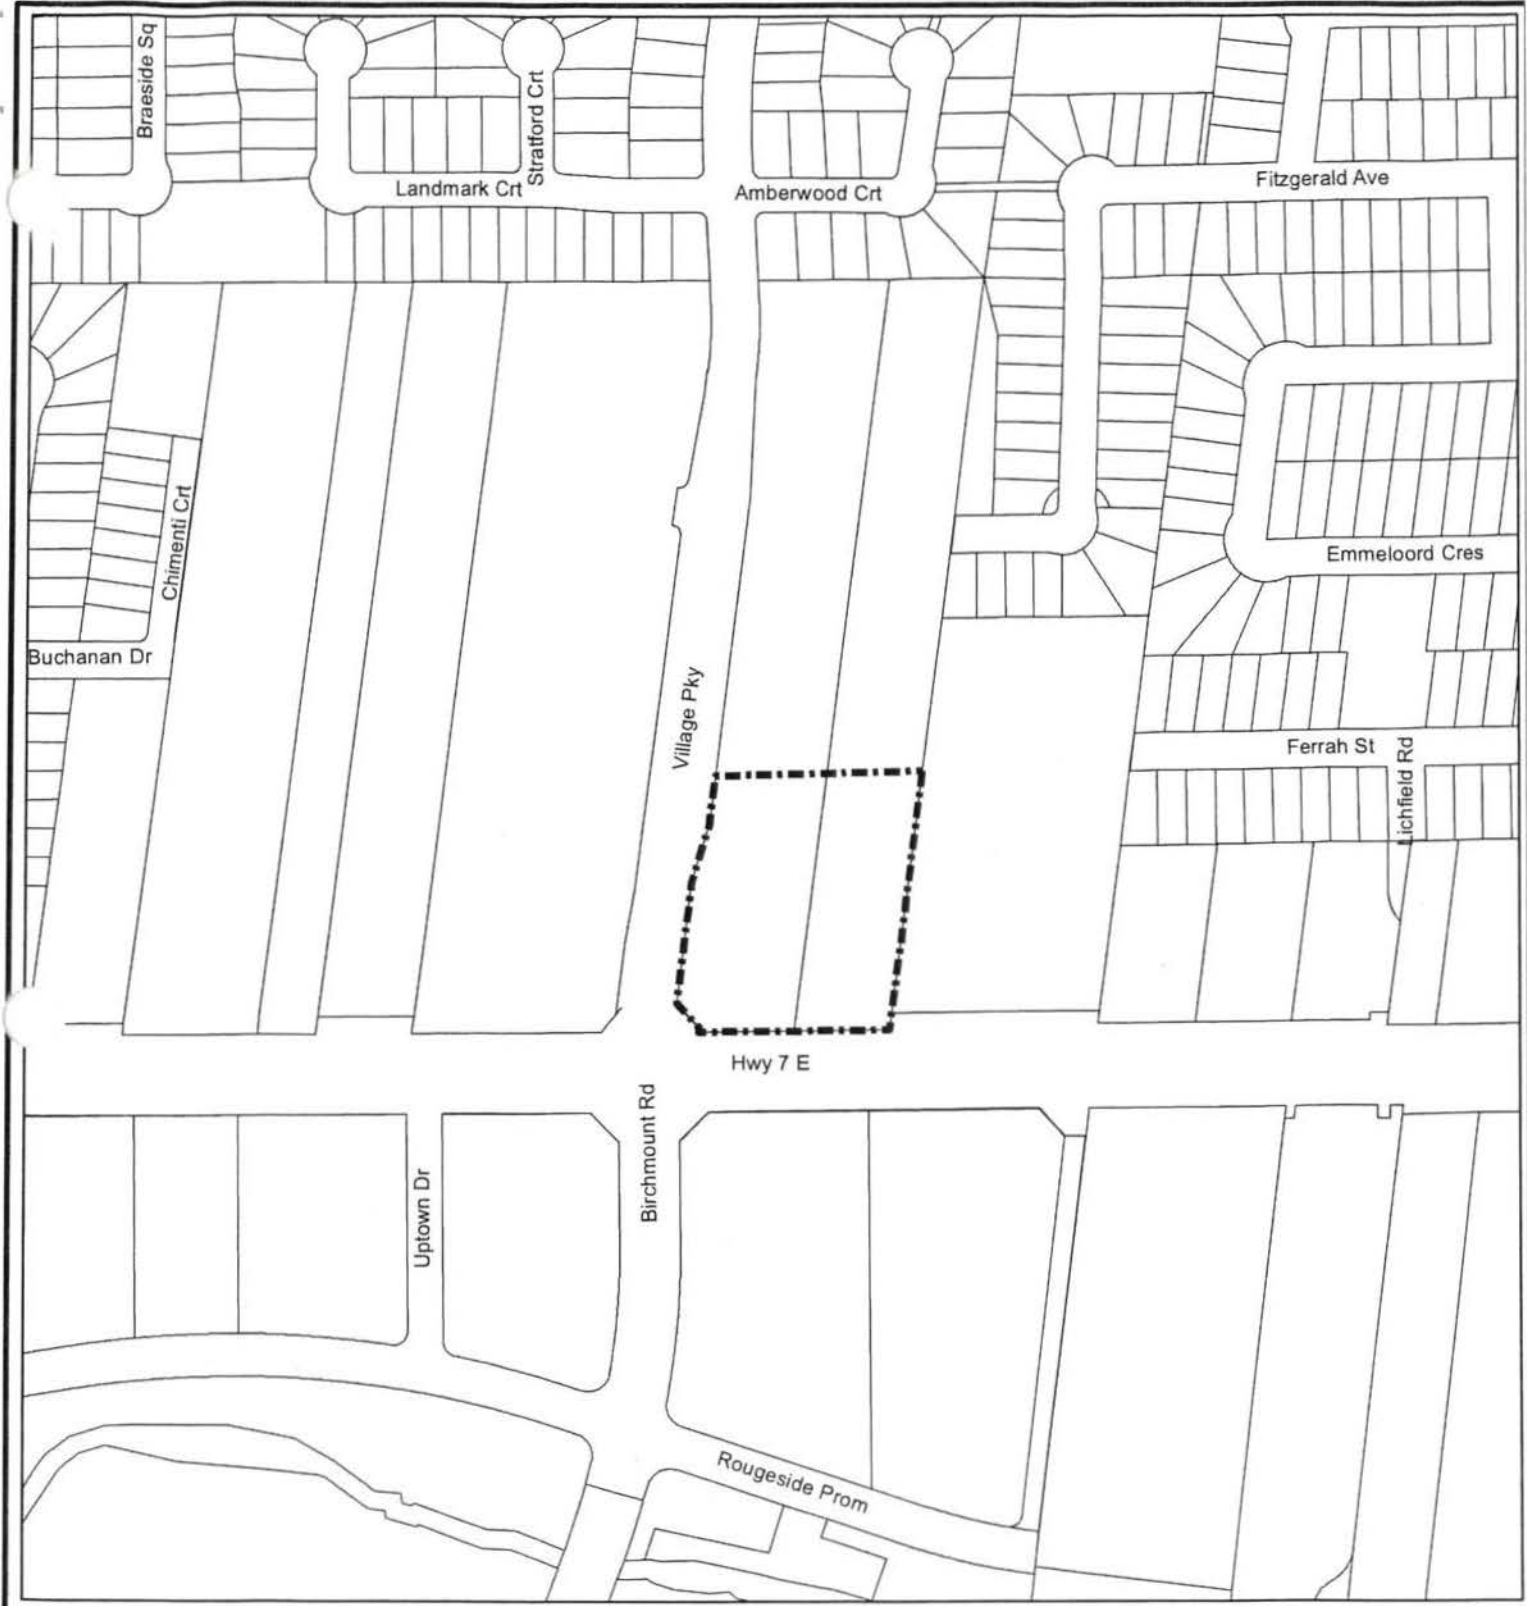 Braeside Sq
Stratford Crt
Landmark Crt
Amberwood Crt
Fitzgerald Ave
Chimenti Crt
Emmeloord Cres
Buchanan Dr
Village Pky
Ferrah St
Lichfield Rd
Hwy 7 E
Birchmount Rd
Uptown Dr
Rougeside Prom